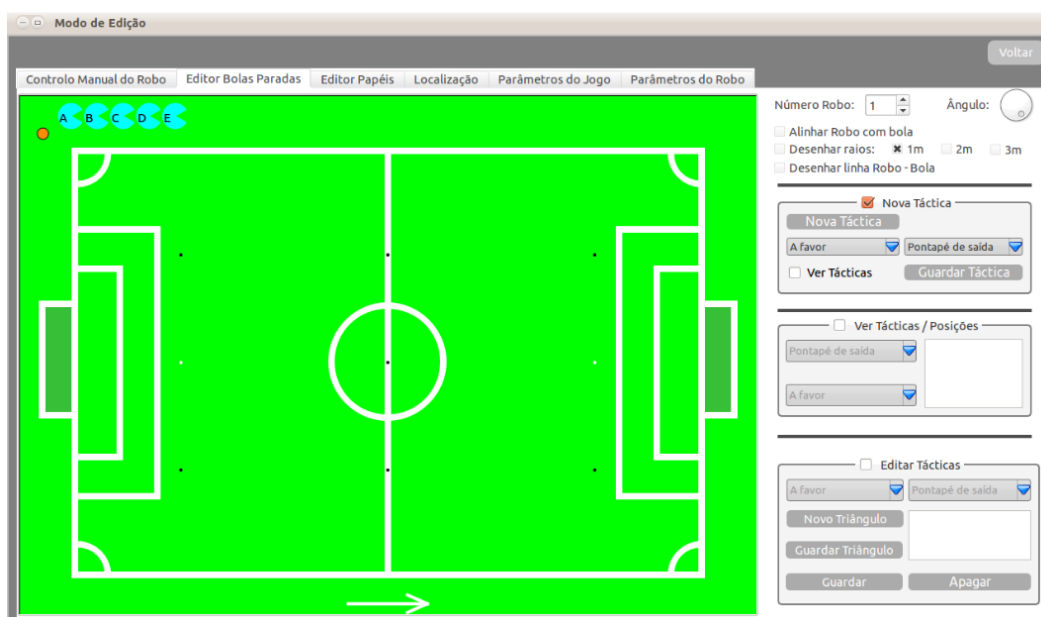 Modo de Edição
Voltar
Controlo Manual do Robo Editor Bolas Paradas Editor Papéis Localização Parâmetros do Jogo Parâmetros do Robo
A B C D E
Número Robo: 1 Ângulo:
Alinhar Robo com bola
Desenhar raios: 1m 2m 3m
Desenhar linha Robo - Bola
Nova Táctica
Nova Táctica
A favor Pontapé de saída
Ver Tácticas Guardar Táctica
Ver Tácticas / Posições
Pontapé de saída
A favor
Editar Tácticas
A favor Pontapé de saída
Novo Triângulo
Guardar Triângulo
Guardar Apagar